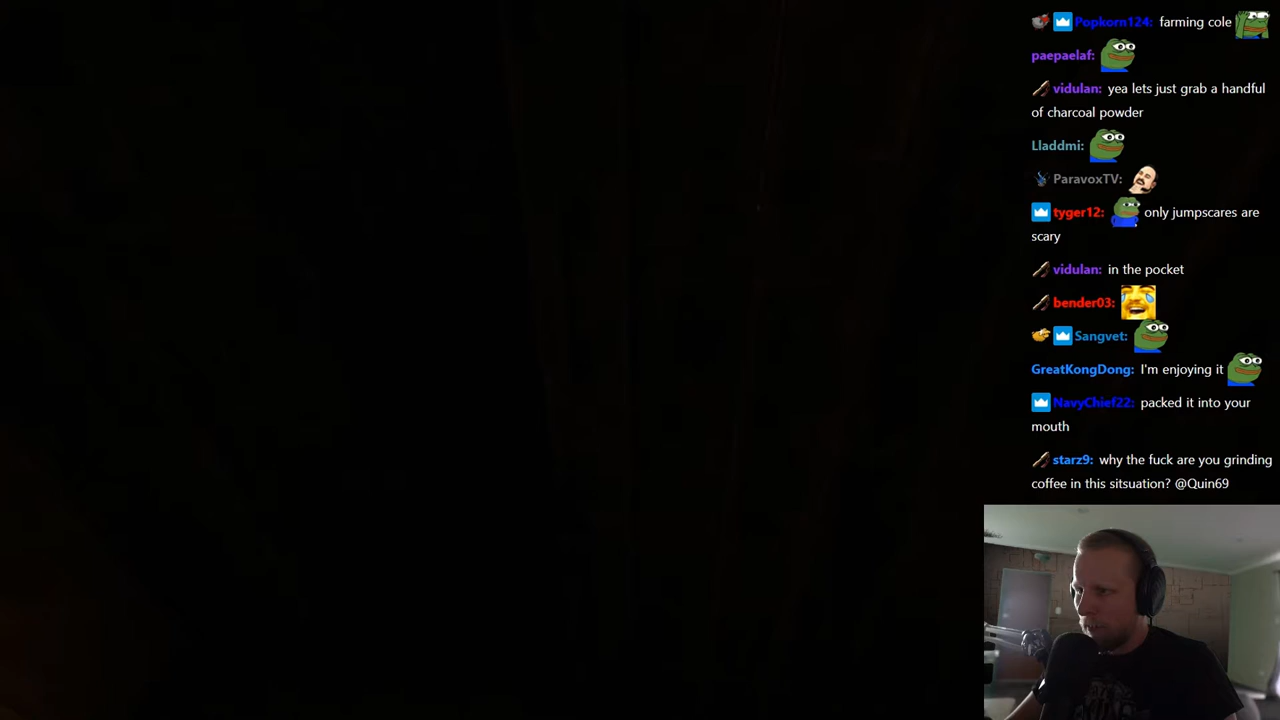 Popkorn124: farming cole
paepaelaf:
vidulan: yea lets just grab a handful
of charcoal powder
Lladdmi:
ParavoxTV:
tyger12: only jumpscares are
scary
vidulan: in the pocket
bender03:
Sangvet:
GreatKongDong: I'm enjoying it
NavyChief22: packed it into your
mouth
starz9: why the fuck are you grinding
coffee in this sitsuation? @Quin69